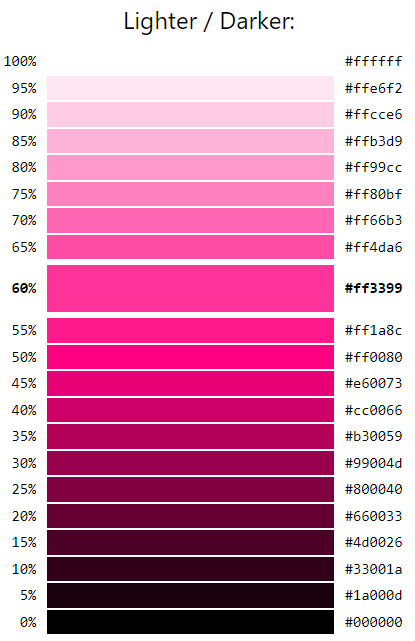 Lighter / Darker:
100% #ffffff
95% #ffe6f2
90% #ffcce6
85% #ffb3d9
80% #ff99cc
75% #ff80bf
70% #ff66b3
65% #ff4da6
60% #ff3399
55% #ff1a8c
50% #ff0080
45% #e60073
40% #cc0066
35% #b30059
30% #99004d
25% #800040
20% #660033
15% #4d0026
10% #33001a
5% #1a000d
0% #000000